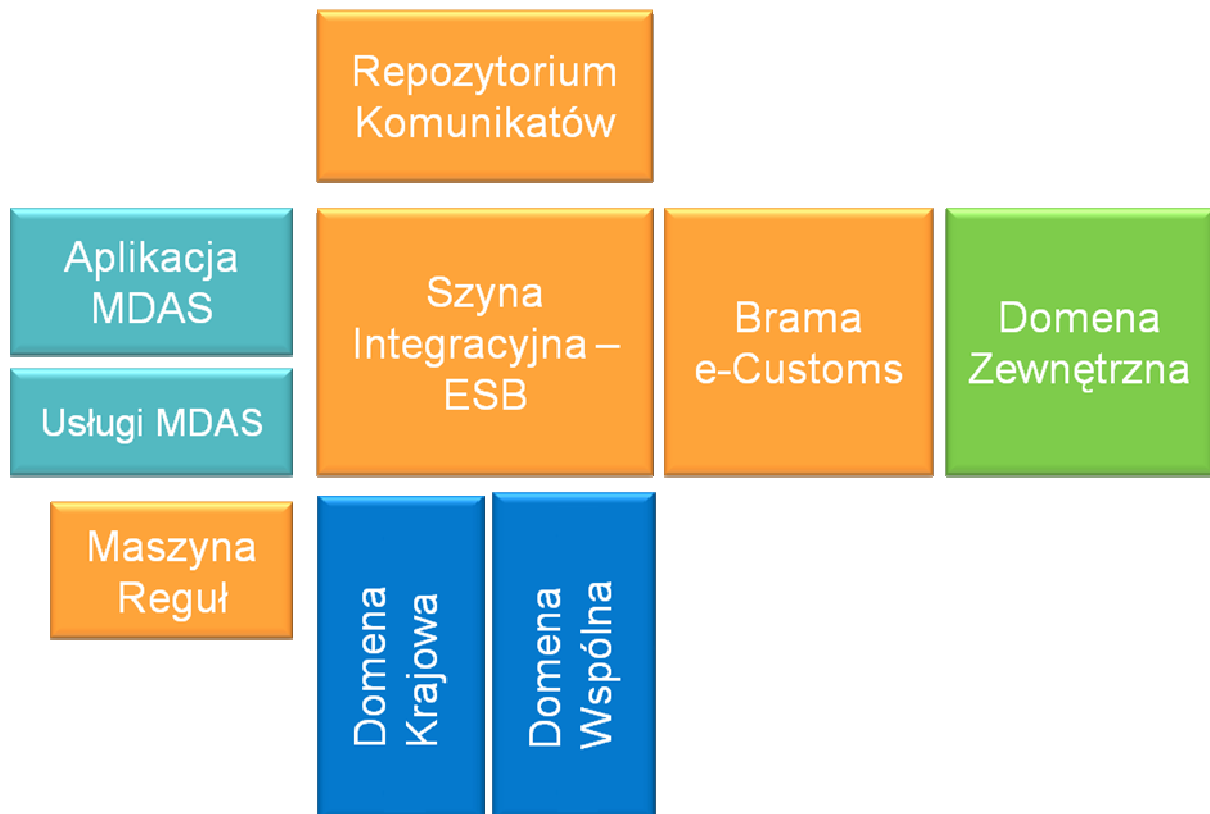 Repozytorium
Komunikatów
Aplikacja
MDAS
Usługi MDAS
Szyna
Integracyjna –
ESB
Brama
e-Customs
Domena
Zewnętrzna
Maszyna
Reguł
Domena
Krajowa
Domena
Wspólna